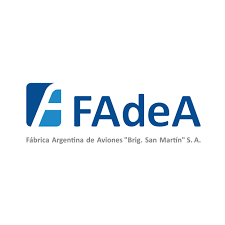 FAdeA
Fábrica Argentina de Aviones "Brig. San Martín" S. A.